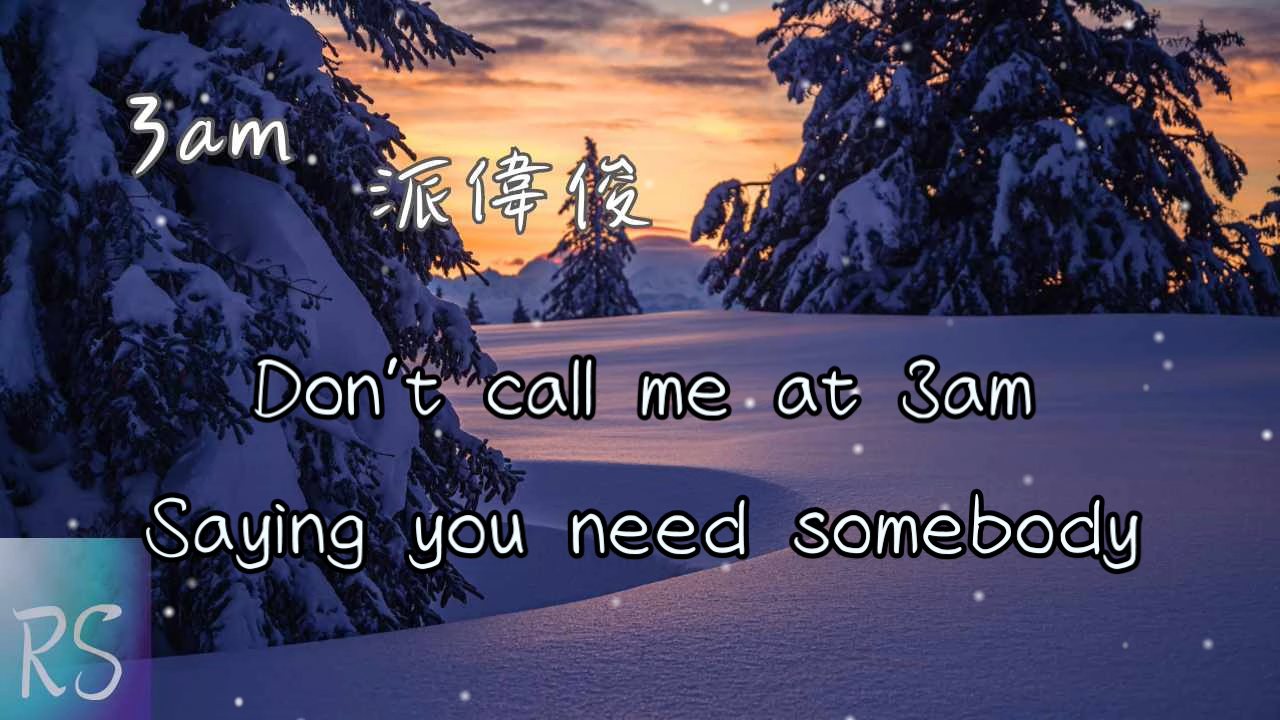 3am
派偉俊
Don't call me at 3am
Saying you need somebody
RS